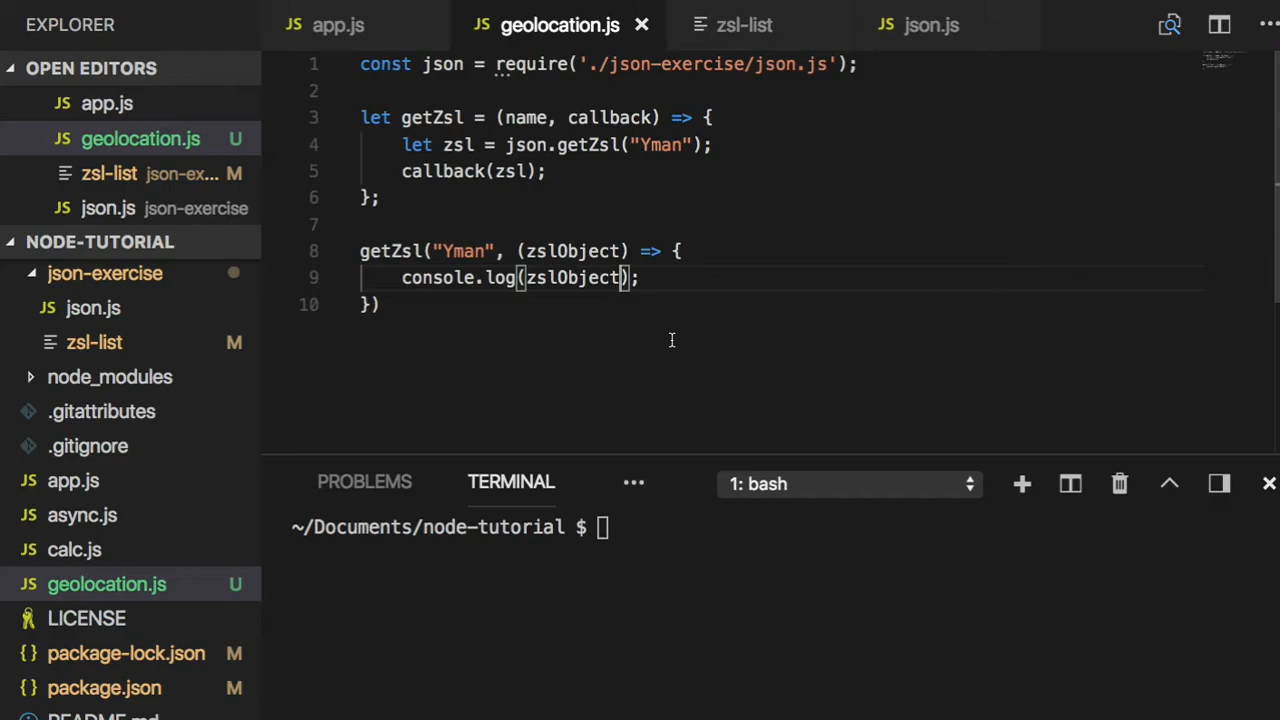 EXPLORER
OPEN EDITORS
JS app.js
JS geolocation.js U
zsl-list json-ex... M
JS json.js json-exercise
NODE-TUTORIAL
json-exercise
JS json.js
zsl-list M
node_modules
.gitattributes
.gitignore
JS app.js
JS async.js
JS calc.js
JS geolocation.js U
LICENSE
{} package-lock.json M
{} package.json M
README.md
JS app.js JS geolocation.js zsl-list JS json.js
1 const json = require('./json-exercise/json.js');
2
3 let getZsl = (name, callback) => {
4 let zsl = json.getZsl("Yman");
5 callback(zsl);
6 };
7
8 getZsl("Yman", (zslObject) => {
9 console.log(zslObject);
10 })
PROBLEMS TERMINAL ... 1: bash
~/Documents/node-tutorial $